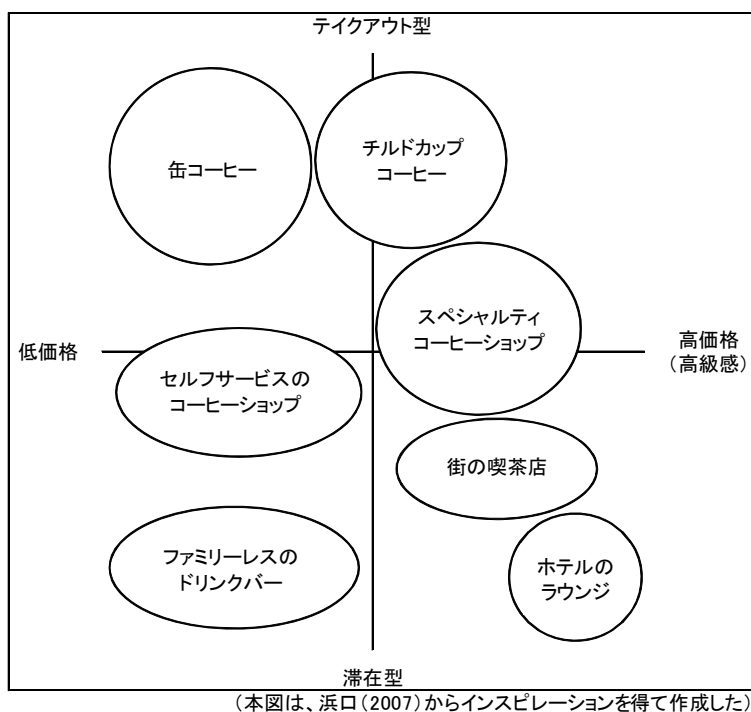 テイクアウト型
缶コーヒー
チルドカップ
コーヒー
スペシャルティ
コーヒーショップ
低価格
高価格
(高級感)
セルフサービスの
コーヒーショップ
街の喫茶店
ファミリーレスの
ドリンクバー
ホテルの
ラウンジ
滞在型
(本図は、浜口(2007)からインスピレーションを得て作成した)